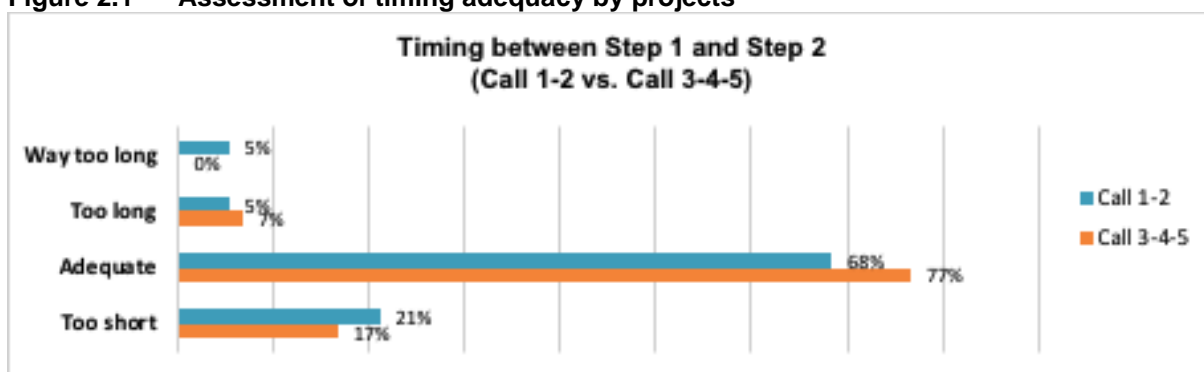 Figure 2.1 Assessment of timing adequacy by projects
Timing between Step 1 and Step 2
(Call 1-2 vs. Call 3-4-5)
Way too long
5%
0%
Too long
5%
7%
Adequate
68%
77%
Too short
21%
17%
Call 1-2
Call 3-4-5